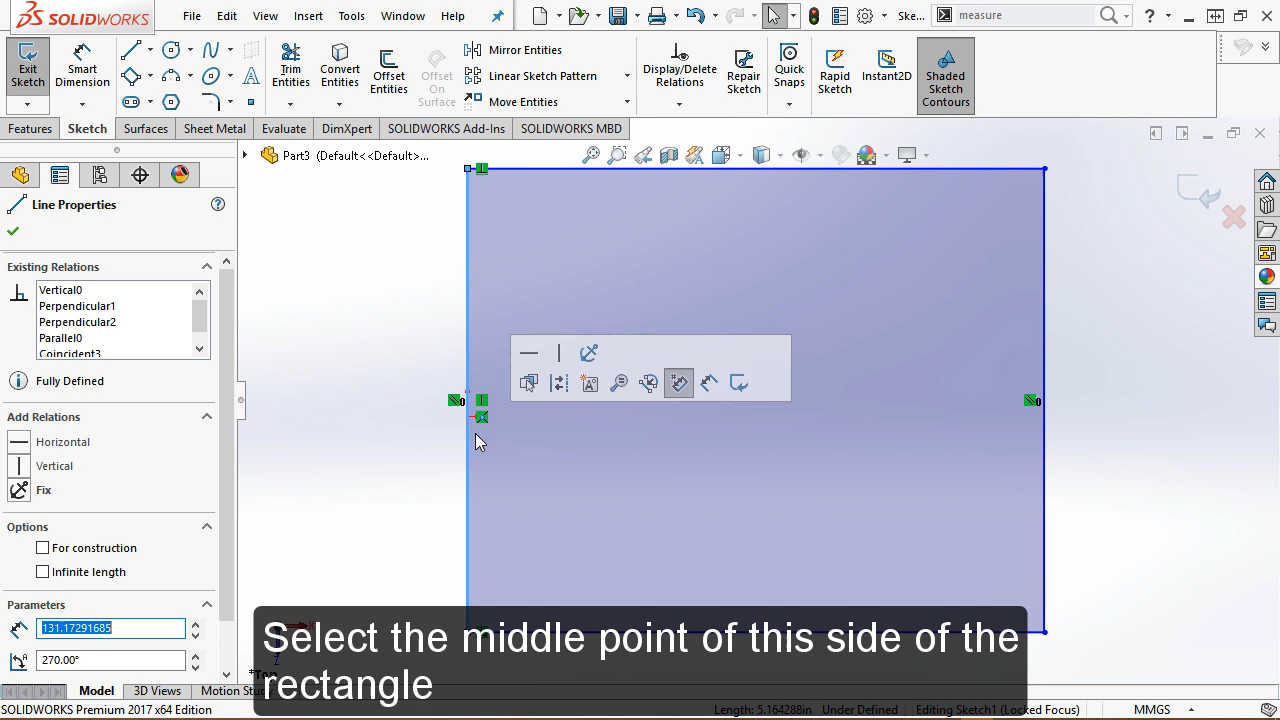 SOLIDWORKS
File
Edit
View
Insert
Tools
Window
Help
Ske...
measure
Exit Sketch
Smart Dimension
Trim Entities
Convert Entities
Offset Entities
Offset On Surface
Mirror Entities
Linear Sketch Pattern
Move Entities
Display/Delete Relations
Repair Sketch
Quick Snaps
Rapid Sketch
Instant2D
Shaded Sketch Contours
Features
Sketch
Surfaces
Sheet Metal
Evaluate
DimXpert
SOLIDWORKS Add-Ins
SOLIDWORKS MBD
Part3 (Default<<Default>...
Line Properties
Existing Relations
Vertical0
Perpendicular1
Perpendicular2
Parallel0
Coincident3
Fully Defined
Add Relations
Horizontal
Vertical
Fix
Options
For construction
Infinite length
Parameters
131.17291685
270.00°
0
0
Select the middle point of this side of the
rectangle
*Top
Model
3D Views
Motion Stu
SOLIDWORKS Premium 2017 x64 Edition
Length: 5.164288in
Under Defined
Editing Sketch1 (Locked Focus)
MMGS